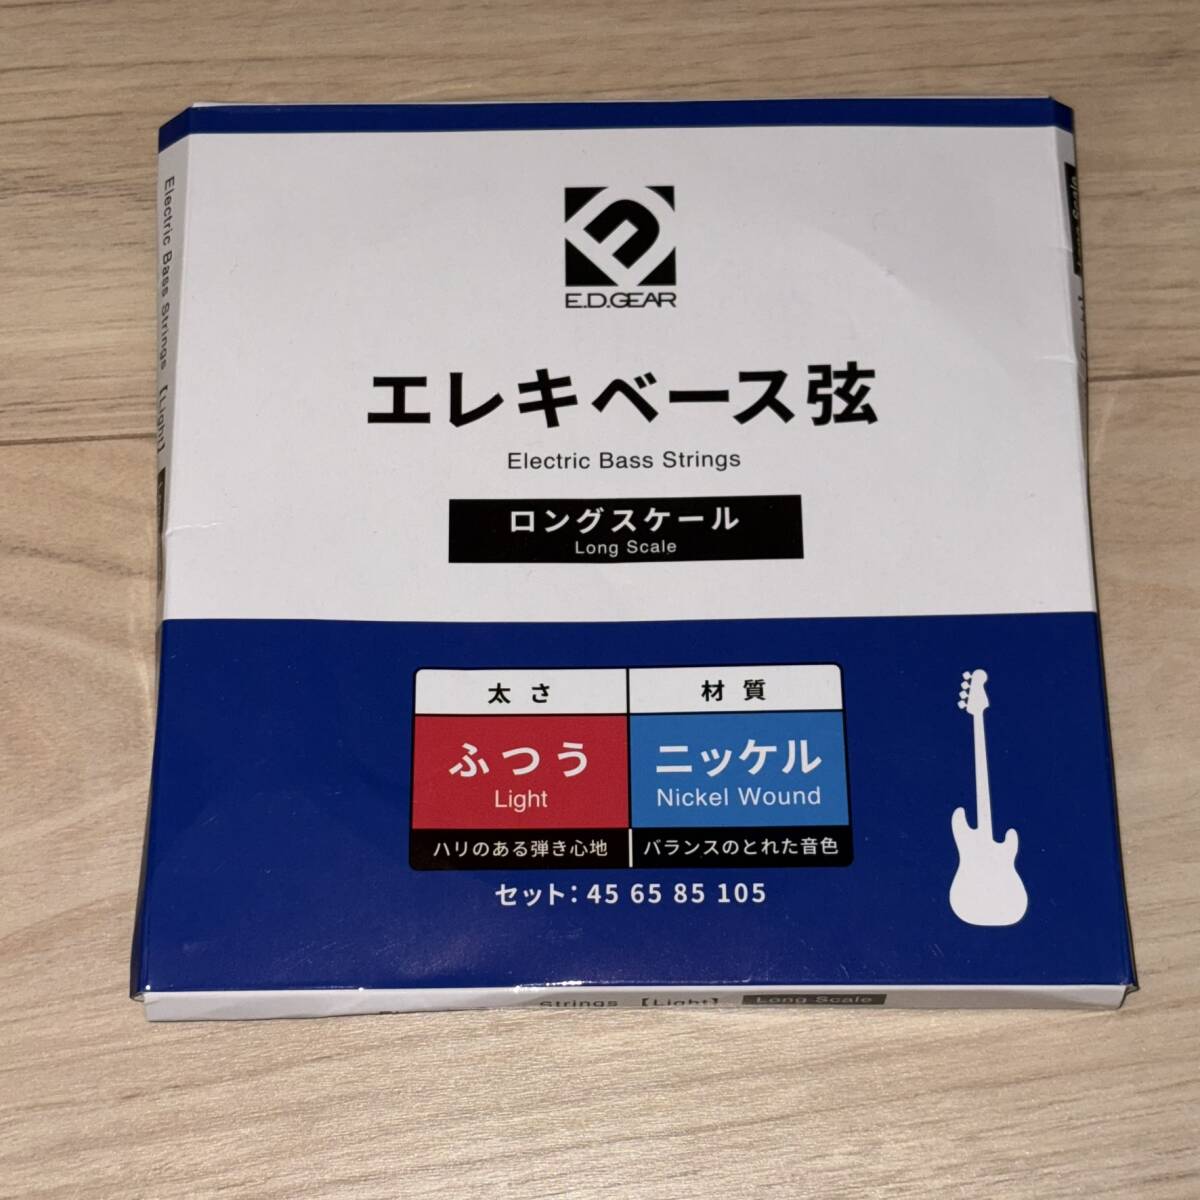 E.D.GEAR
エレキベース弦
Electric Bass Strings
ロングスケール
Long Scale
太さ
材質
ふつう
ニッケル
Light
Nickel Wound
ハリのある弾き心地
バランスのとれた音色
セット：45 65 85 105
Electric Bass Strings 【Light】
Strings 【Light】 Long Scale
Scale